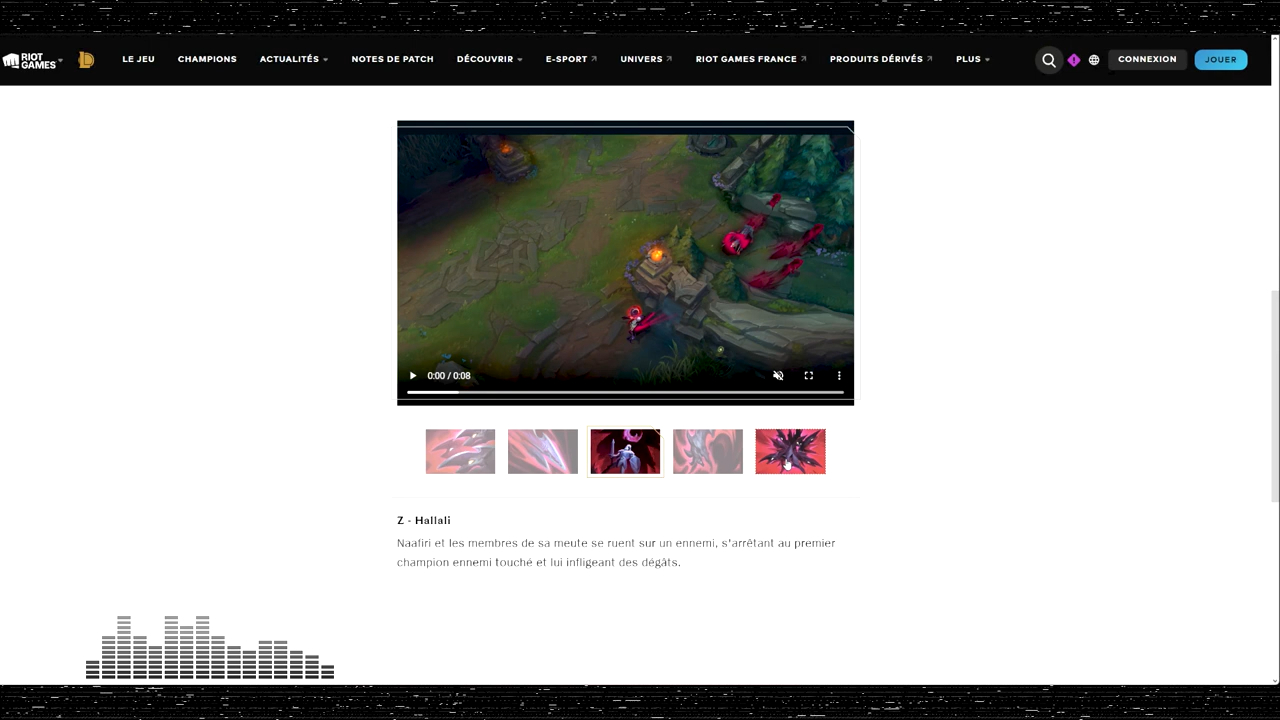 RIOT GAMES
LE JEU CHAMPIONS ACTUALITÉS NOTES DE PATCH DÉCOUVRIR E-SPORT UNIVERS RIOT GAMES FRANCE PRODUITS DÉRIVÉS PLUS CONNEXION JOUER
0:00 / 0:08
Z - Hallali
Naafiri et les membres de sa meute se ruent sur un ennemi, s'arrêtant au premier
champion ennemi touché et lui infligeant des dégâts.